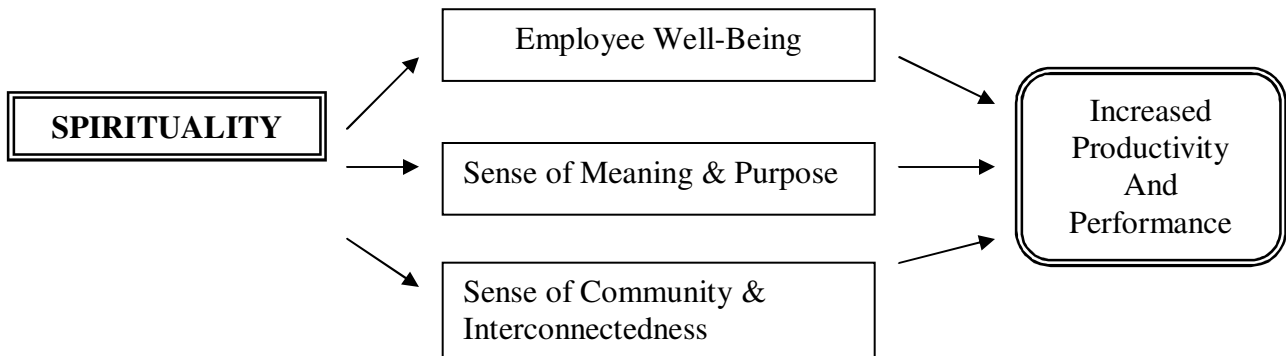 Employee Well-Being
SPIRITUALITY
Sense of Meaning & Purpose
Sense of Community &
Interconnectedness
Increased
Productivity
And
Performance